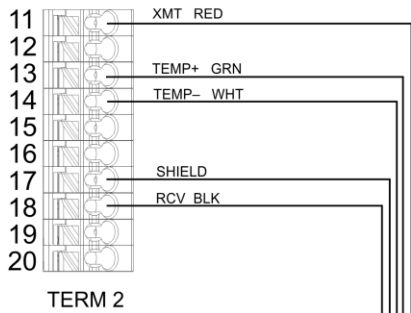 11 XMT RED
12
13 TEMP+ GRN
14 TEMP– WHT
15
16
17 SHIELD
18 RCV BLK
19
20
TERM 2